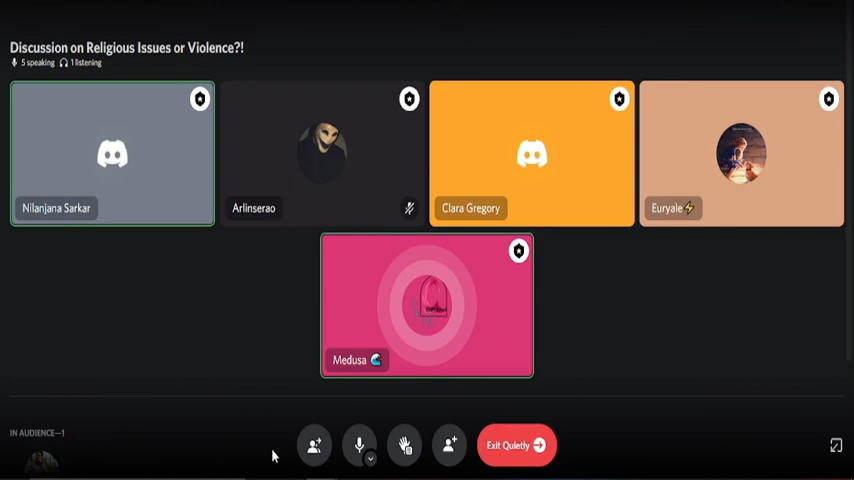 Discussion on Religious Issues or Violence?!
5 speaking 1 listening
Nilanjana Sarkar
Arlinserao
Clara Gregory
Euryale⚡
Medusa 🌊
IN AUDIENCE—1
Exit Quietly